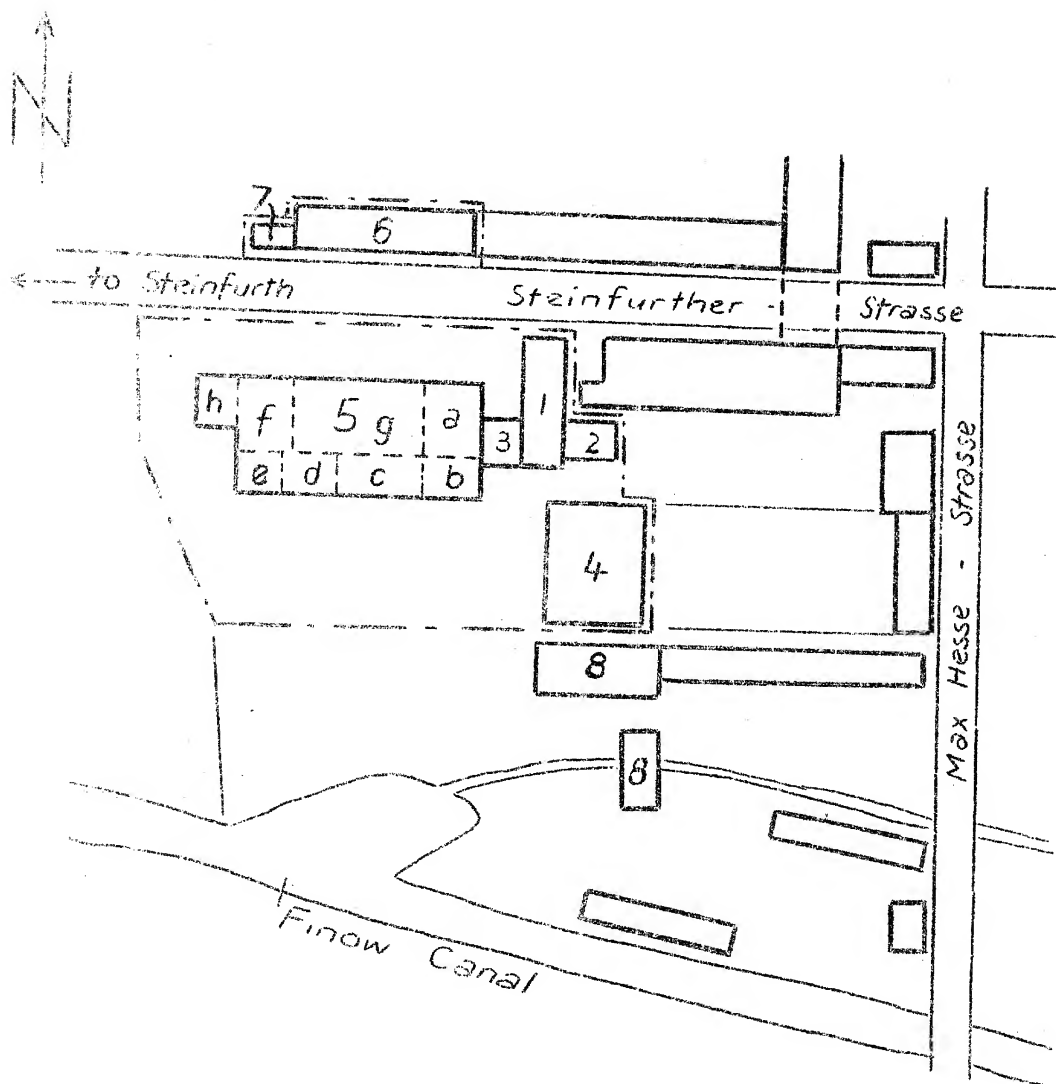 N
7
6
to Steinfurth
Steinfurther - Strasse
h
f
5 g
a
1
3
2
e
d
c
b
4
8
8
Max Hesse - Strasse
Finow Canal